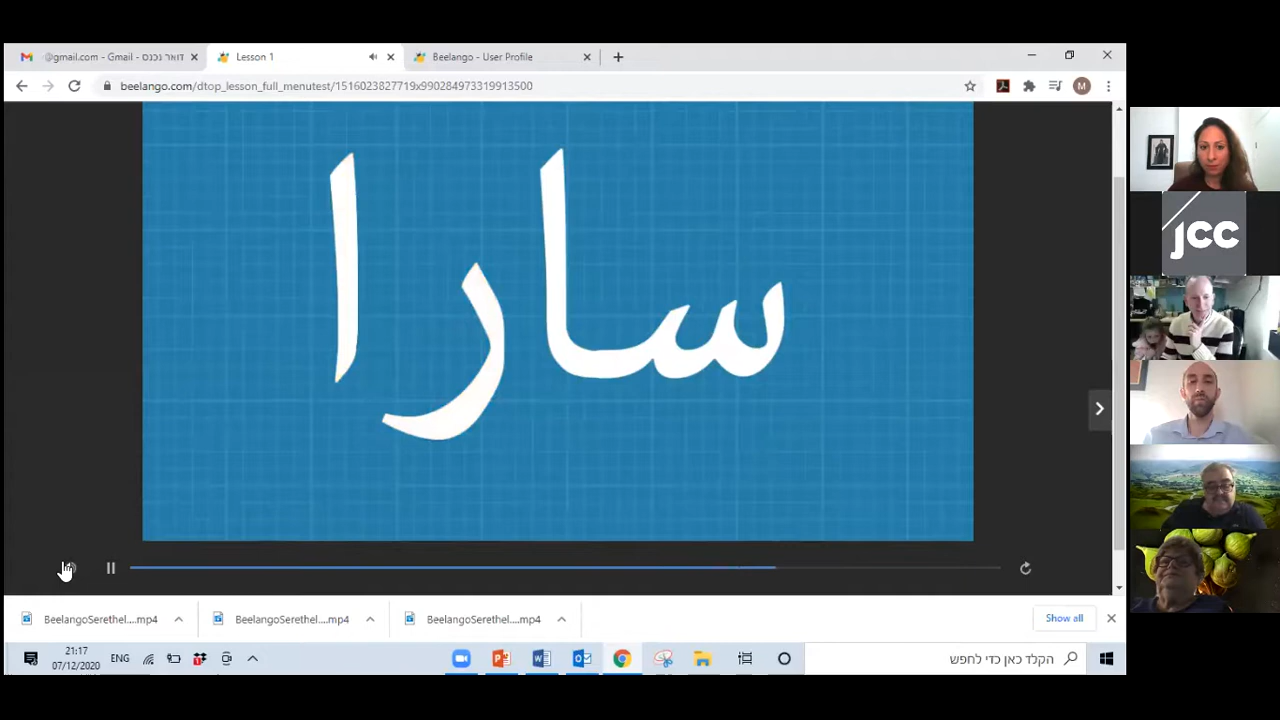 @gmail.com - Gmail - דואר נכנס
Lesson 1
Beelango - User Profile
beelango.com/dtop_lesson_full_menutest/1516023827719x990284973319913500
M
سارا
jcc
BeelangoSerethel....mp4
BeelangoSerethel....mp4
BeelangoSerethel....mp4
Show all
21:17
07/12/2020
ENG
הקלד כאן כדי לחפש